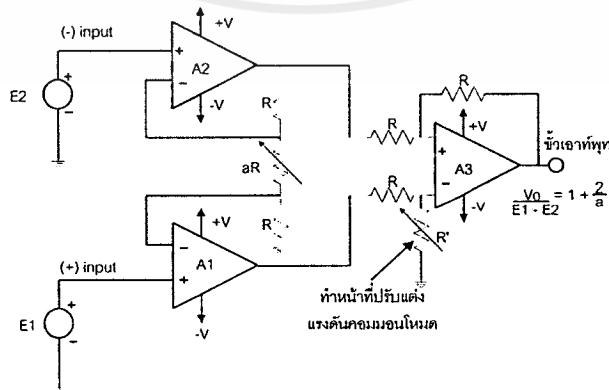 (-) input
+V
+
A2
−
-V
E2
+
−
R
aR
R
+V
−
A1
+
-V
(+) input
E1
+
−
R
R
R
+V
+
A3
−
-V
R'
ขั้วเอาท์พุท
Vo
E1 - E2
= 1 + 2
a
ทำหน้าที่ปรับแต่ง
แรงดันคอมมอนโหมด